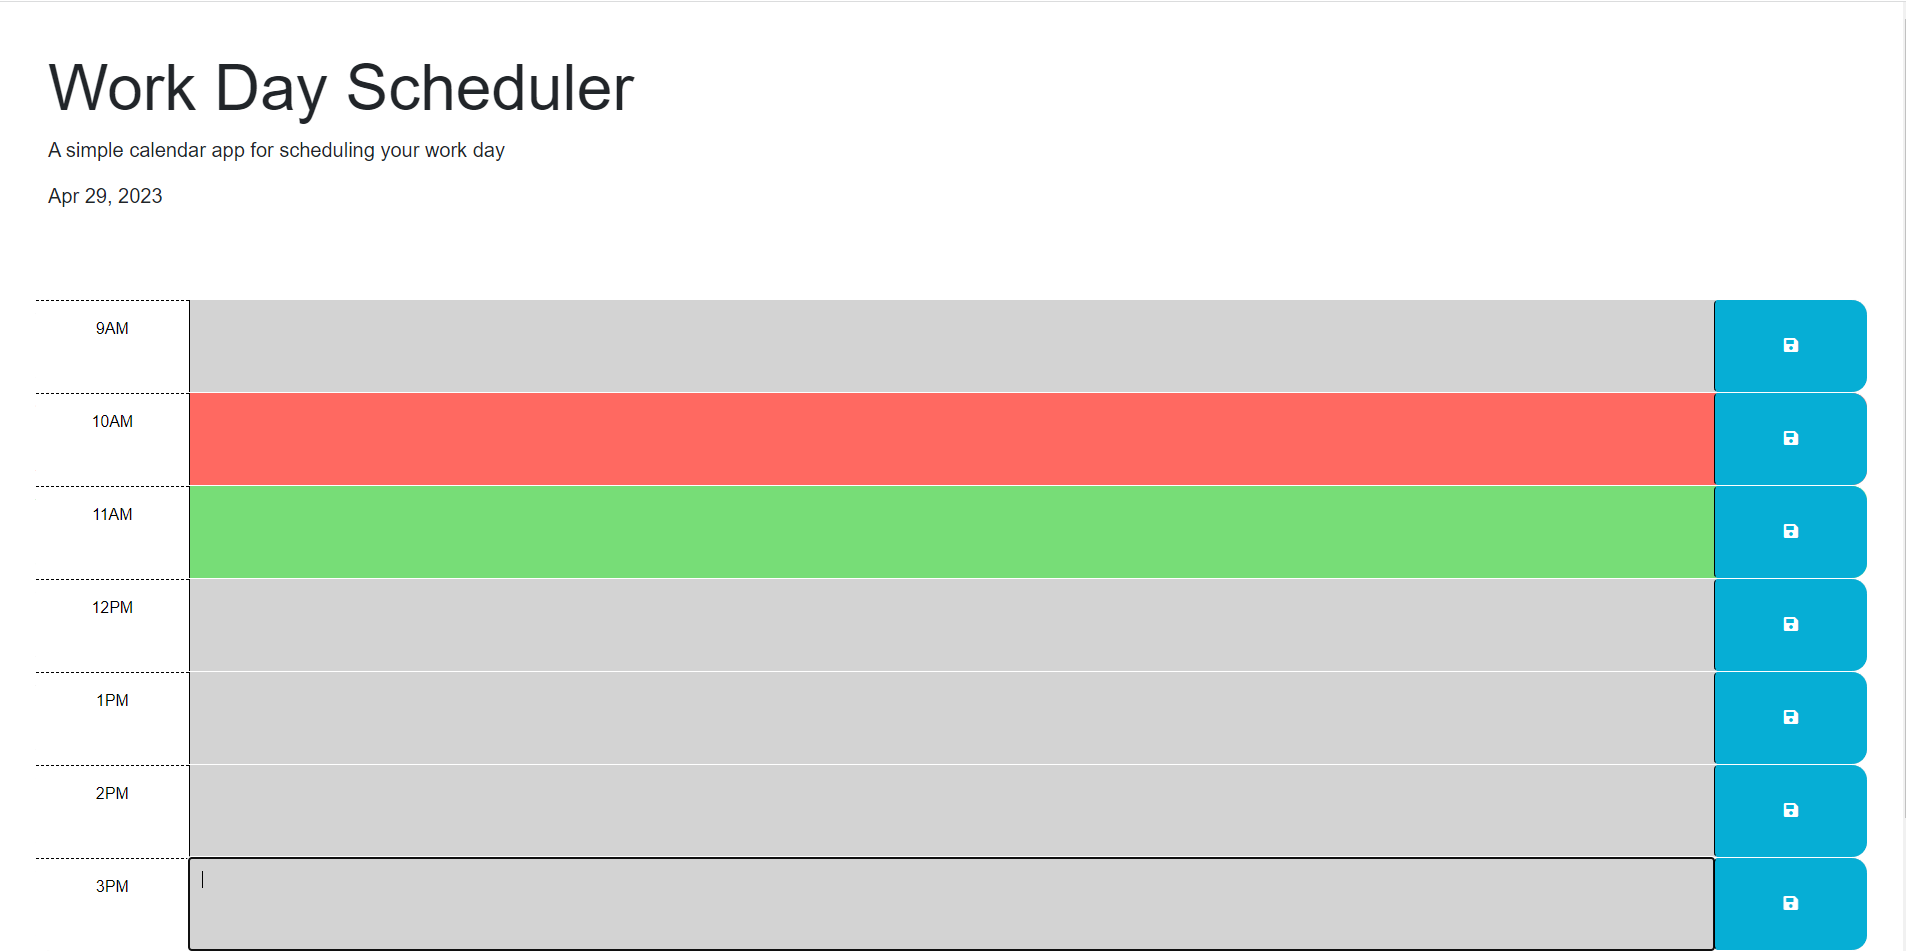 Work Day Scheduler
A simple calendar app for scheduling your work day
Apr 29, 2023
9AM
10AM
11AM
12PM
1PM
2PM
3PM